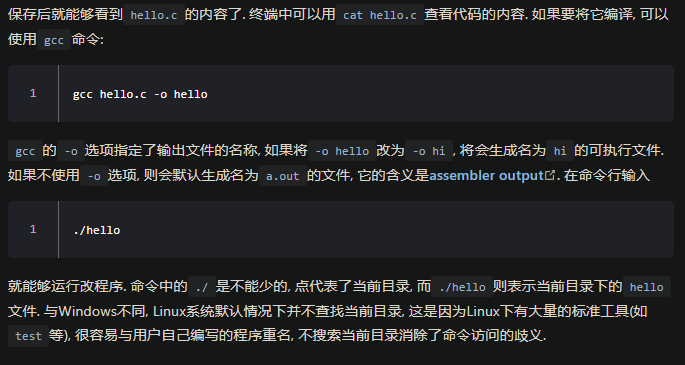 保存后就能够看到 hello.c 的内容了. 终端中可以用 cat hello.c 查看代码的内容. 如果要将它编译, 可以
使用 gcc 命令:
1 gcc hello.c -o hello
gcc 的 -o 选项指定了输出文件的名称, 如果将 -o hello 改为 -o hi , 将会生成名为 hi 的可执行文件.
如果不使用 -o 选项, 则会默认生成名为 a.out 的文件, 它的含义是assembler output. 在命令行输入
1 ./hello
就能够运行改程序. 命令中的 ./ 是不能少的, 点代表了当前目录, 而 ./hello 则表示当前目录下的 hello
文件. 与Windows不同, Linux系统默认情况下并不查找当前目录, 这是因为Linux下有大量的标准工具(如
test 等), 很容易与用户自己编写的程序重名, 不搜索当前目录消除了命令访问的歧义.